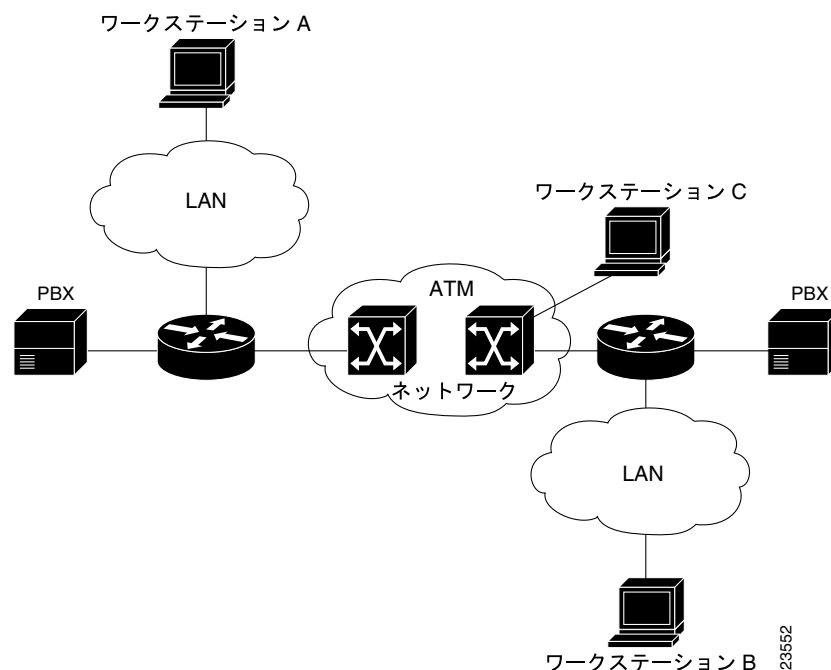 ワークステーション A
LAN
ワークステーション C
PBX
ATM
PBX
ネットワーク
LAN
ワークステーション B
23552